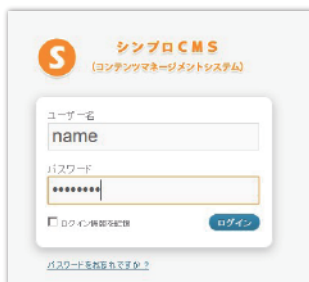 S
シンプロCMS
(コンテンツマネージメントシステム)
ユーザー名
name
パスワード
••••••••
ログイン情報を記憶
ログイン
パスワードをお忘れですか?